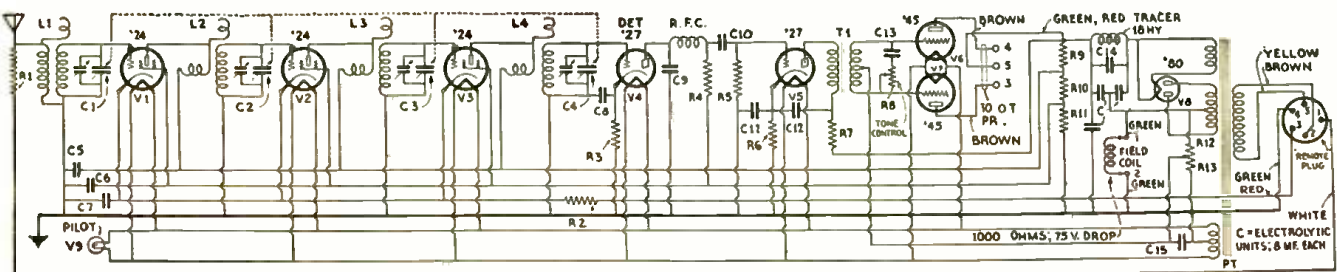 L1
L2
L3
L4
DET
R.F.C.
'24
'24
'24
'27
C10
'27
T1
C13
'45
BROWN
GREEN, RED TRACER
18 HY
C14
YELLOW
BROWN
R1
C1
V1
C2
V2
C3
V3
C4
C8
V4
C9
R4
R5
V5
R8
V6
V7
4
5
3
R9
R10
R11
'80
V8
C
C5
C6
C7
R3
C11
C12
R6
R7
TONE CONTROL
'45
TO O.T. PR.
BROWN
GREEN
1
FIELD COIL
2
GREEN
R12
R13
GREEN
RED
REMOTE PLUG
WHITE
PILOT
V9
R2
1000 OHMS; 75 V. DROP
C15
PT
C = ELECTROLYTIC
UNITS; 8 MF. EACH